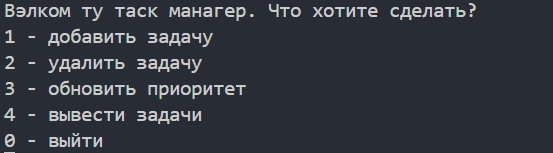 Вэлком ту таск манагер. Что хотите сделать?
1 - добавить задачу
2 - удалить задачу
3 - обновить приоритет
4 - вывести задачи
0 - выйти